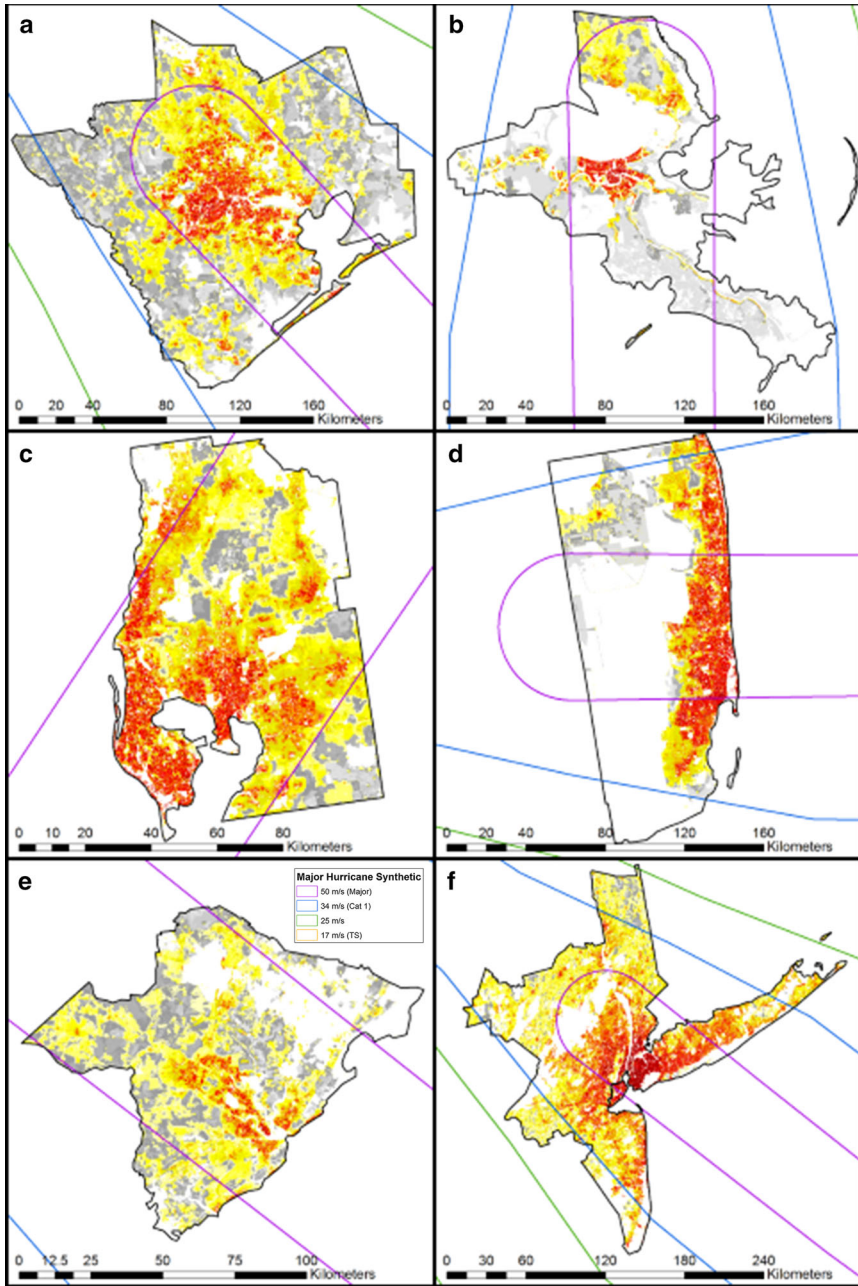 a
0 20 40 80 120 160
Kilometers
b
0 20 40 80 120 160
Kilometers
c
0 5 10 20 40 60 80
Kilometers
d
0 20 40 80 120 160
Kilometers
e
Major Hurricane Synthetic
50 m/s (Major)
34 m/s (Cat 1)
25 m/s
17 m/s (TS)
0 12.5 25 50 75 100
Kilometers
f
0 30 60 120 180 240
Kilometers